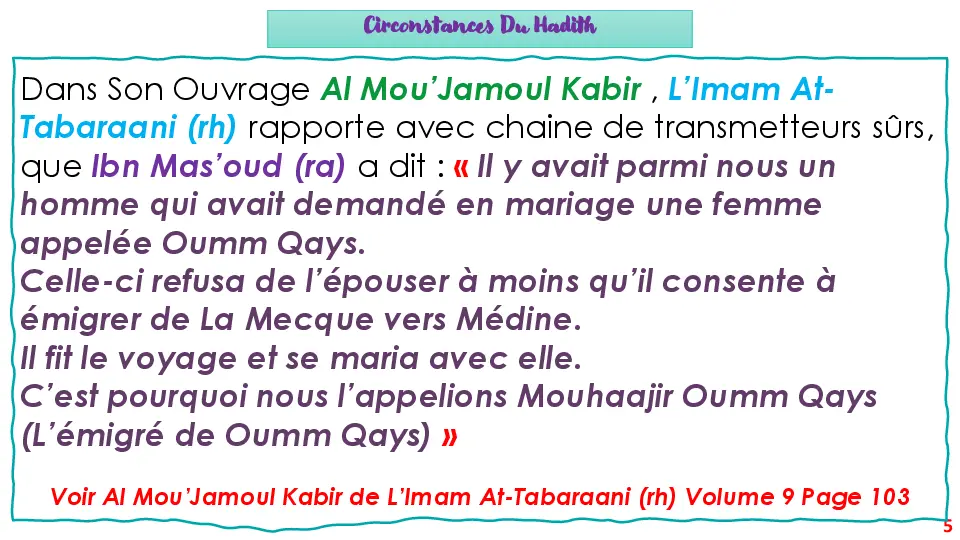 Circonstances Du Hadith
Dans Son Ouvrage Al Mou’Jamoul Kabir , L’Imam At-
Tabaraani (rh) rapporte avec chaine de transmetteurs sûrs,
que Ibn Mas’oud (ra) a dit : « Il y avait parmi nous un
homme qui avait demandé en mariage une femme
appelée Oumm Qays.
Celle-ci refusa de l’épouser à moins qu’il consente à
émigrer de La Mecque vers Médine.
Il fit le voyage et se maria avec elle.
C’est pourquoi nous l’appelions Mouhaajir Oumm Qays
(L’émigré de Oumm Qays) »
Voir Al Mou’Jamoul Kabir de L’Imam At-Tabaraani (rh) Volume 9 Page 103
5